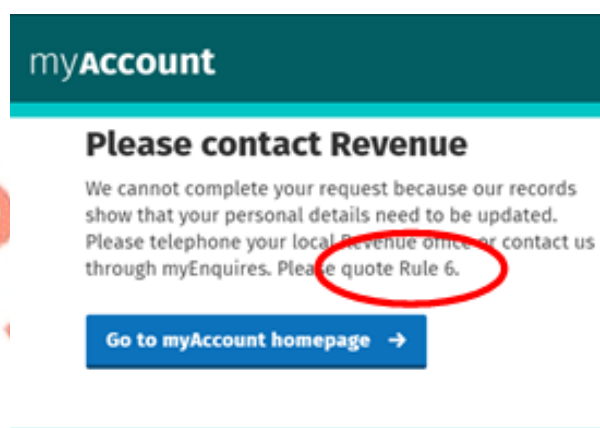 myAccount
Please contact Revenue
We cannot complete your request because our records
show that your personal details need to be updated.
Please telephone your local Revenue office or contact us
through myEnquires. Please quote Rule 6.
Go to myAccount homepage →